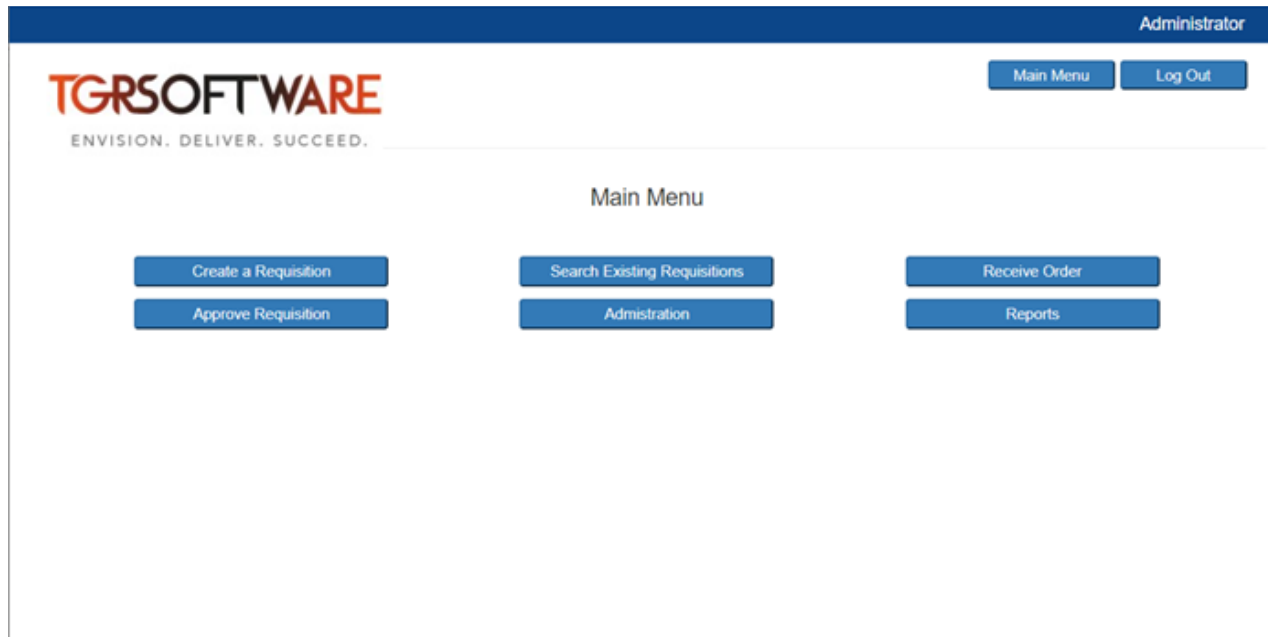 Administrator
TGRSOFTWARE
Main Menu Log Out
ENVISION. DELIVER. SUCCEED.
Main Menu
Create a Requisition Search Existing Requisitions Receive Order
Approve Requisition Admistration Reports